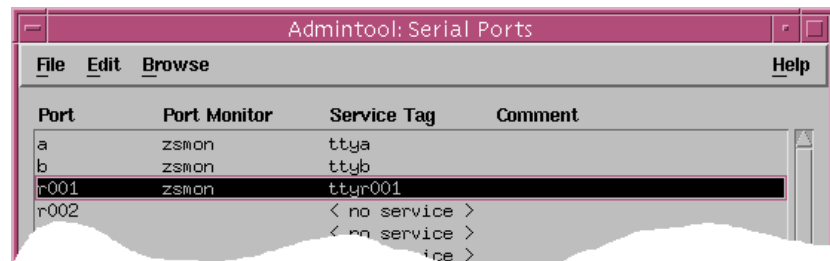 Admintool: Serial Ports
File Edit Browse Help
Port Port Monitor Service Tag Comment
a zsmon ttya
b zsmon ttyb
r001 zsmon ttyr001
r002 < no service >
< no service >
ice >